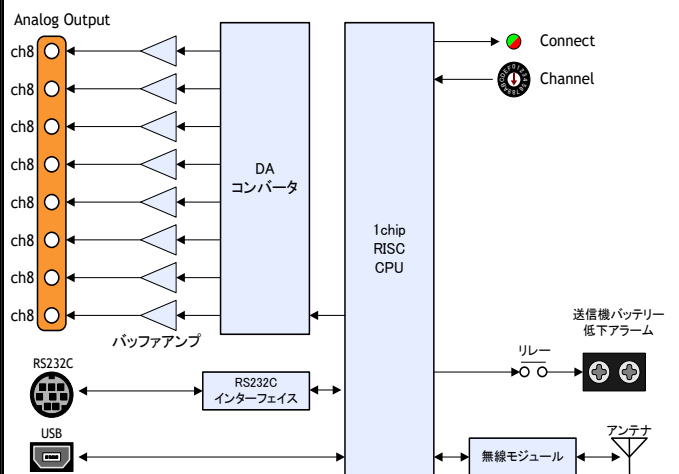 Analog Output
ch8
ch8
ch8
ch8
ch8
ch8
ch8
ch8
バッファアンプ
DA
コンバータ
1chip
RISC
CPU
Connect
Channel
送信機バッテリー
低下アラーム
リレー
RS232C
RS232C
インターフェイス
USB
無線モジュール
アンテナ